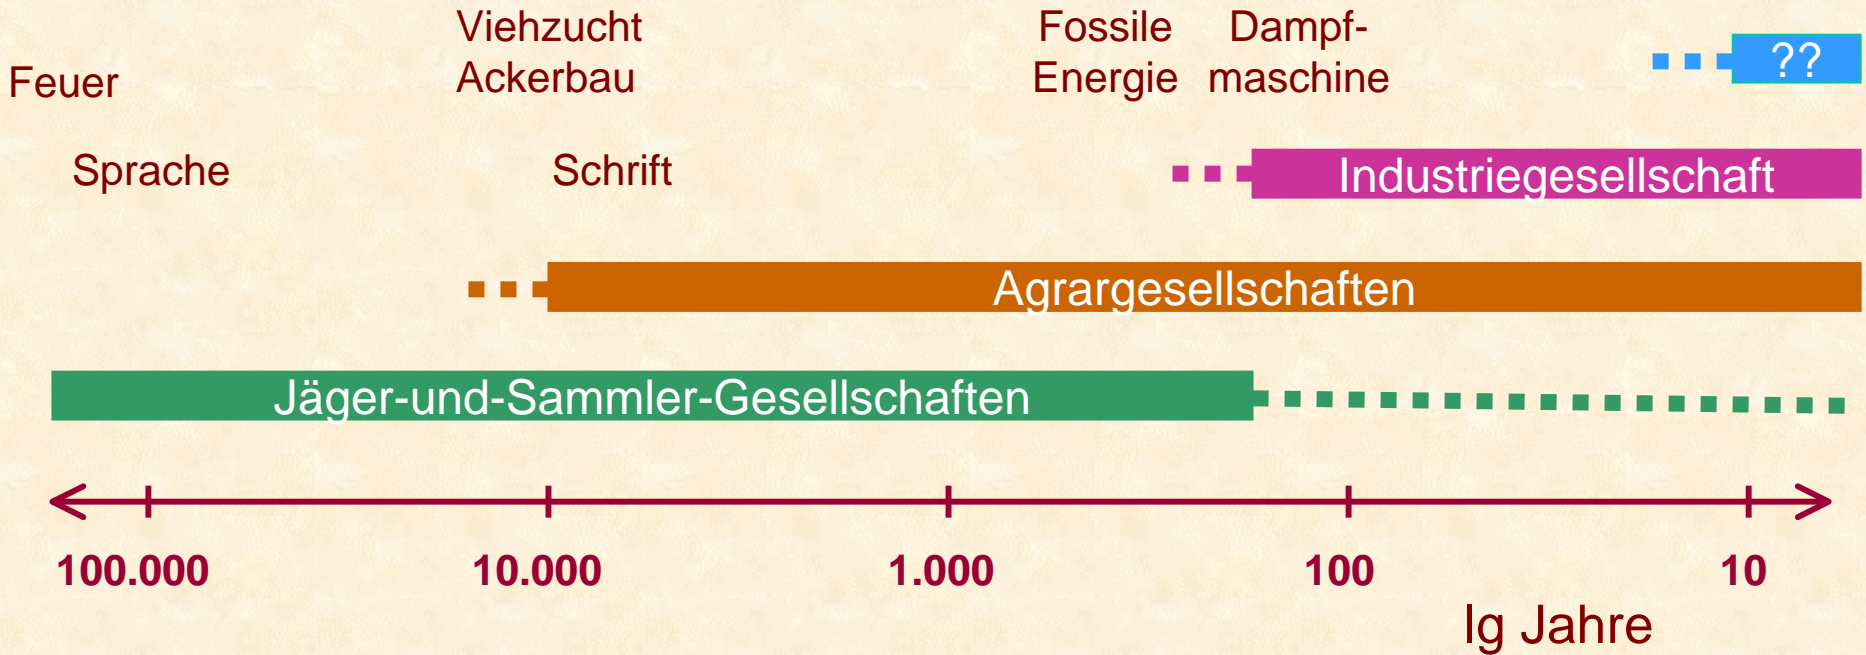 Feuer
Viehzucht
Ackerbau
Fossile
Energie
Dampf-
maschine
??
Sprache
Schrift
Industriegesellschaft
Agrargesellschaften
Jäger-und-Sammler-Gesellschaften
100.000
10.000
1.000
100
10
lg Jahre